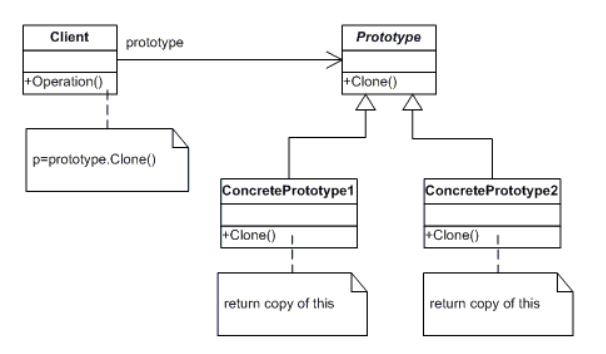 Client
prototype
Prototype
+Operation()
+Clone()
p=prototype.Clone()
ConcretePrototype1
ConcretePrototype2
+Clone()
+Clone()
return copy of this
return copy of this